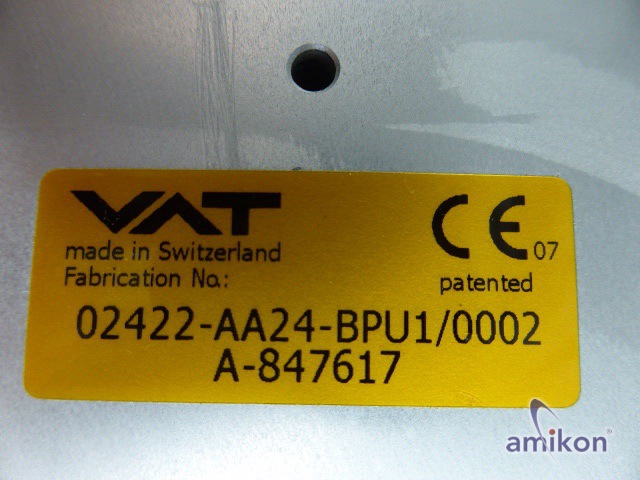 VAT
made in Switzerland
CE 07
Fabrication No.:
patented
02422-AA24-BPU1/0002
A-847617
amikon